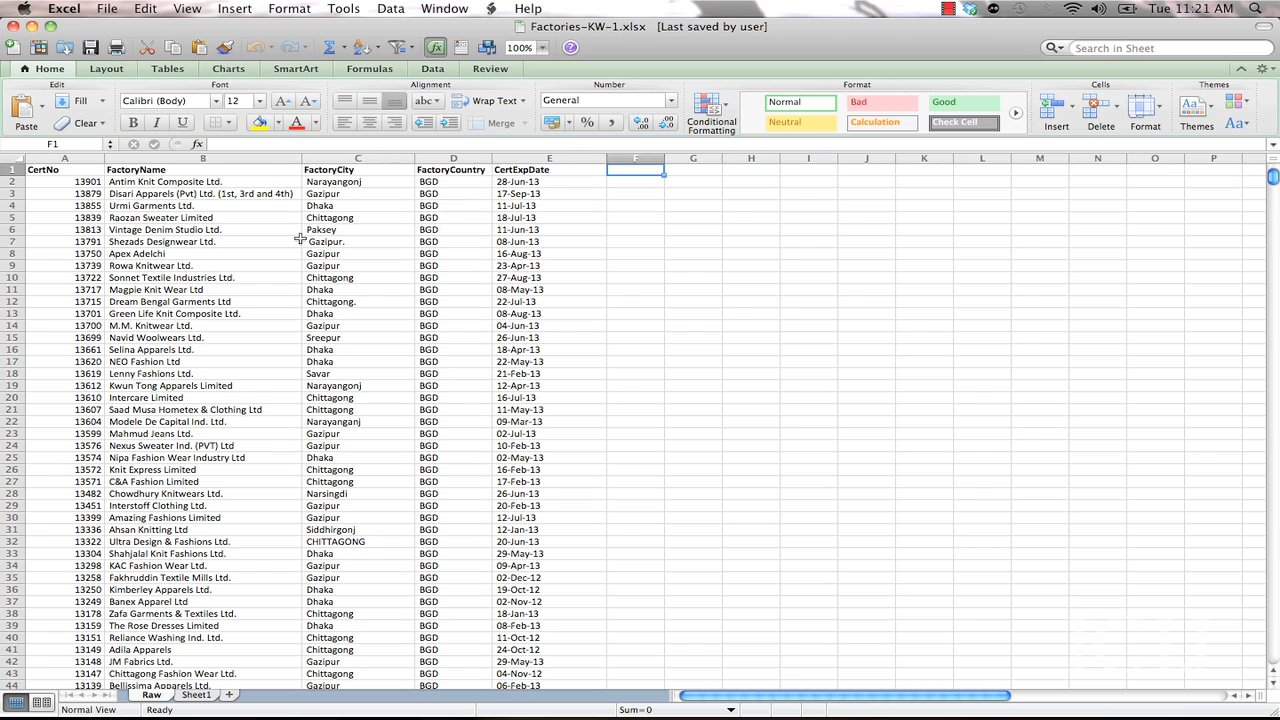 Excel File Edit View Insert Format Tools Data Window Help Tue 11:21 AM
Factories-KW-1.xlsx [Last saved by user]
100% Search in Sheet
Home Layout Tables Charts SmartArt Formulas Data Review
Edit Font Alignment Number Format Cells Themes
Fill Calibri (Body) 12 A A abc Wrap Text General Normal Bad Good
Paste Clear B I U A Merge % Conditional Formatting Neutral Calculation Check Cell Insert Delete Format Themes Aa
F1 fx
A B C D E F G H I J K L M N O P
1 CertNo FactoryName FactoryCity FactoryCountry CertExpDate
2 13901 Antim Knit Composite Ltd. Narayangonj BGD 28-Jun-13
3 13879 Disari Apparels (Pvt) Ltd. (1st, 3rd and 4th) Gazipur BGD 17-Sep-13
4 13855 Urmi Garments Ltd. Dhaka BGD 11-Jul-13
5 13839 Raozan Sweater Limited Chittagong BGD 18-Jul-13
6 13813 Vintage Denim Studio Ltd. Paksey BGD 11-Jun-13
7 13791 Shezads Designwear Ltd. Gazipur. BGD 08-Jun-13
8 13750 Apex Adelchi Gazipur BGD 16-Aug-13
9 13739 Rowa Knitwear Ltd. Gazipur BGD 23-Apr-13
10 13722 Sonnet Textile Industries Ltd. Chittagong BGD 27-Aug-13
11 13717 Magpie Knit Wear Ltd Dhaka BGD 08-May-13
12 13715 Dream Bengal Garments Ltd Chittagong. BGD 22-Jul-13
13 13701 Green Life Knit Composite Ltd. Dhaka BGD 08-Aug-13
14 13700 M.M. Knitwear Ltd. Gazipur BGD 04-Jun-13
15 13699 Navid Woolwears Ltd. Sreepur BGD 26-Jun-13
16 13661 Selina Apparels Ltd. Dhaka BGD 18-Apr-13
17 13620 NEO Fashion Ltd Dhaka BGD 22-May-13
18 13619 Lenny Fashions Ltd. Savar BGD 21-Feb-13
19 13612 Kwun Tong Apparels Limited Narayangonj BGD 12-Apr-13
20 13610 Intercare Limited Chittagong BGD 16-Jul-13
21 13607 Saad Musa Hometex & Clothing Ltd Chittagong BGD 11-May-13
22 13604 Modele De Capital Ind. Ltd. Narayanganj BGD 09-Mar-13
23 13599 Mahmud Jeans Ltd. Gazipur BGD 02-Jul-13
24 13576 Nexus Sweater Ind. (PVT) Ltd Gazipur BGD 10-Feb-13
25 13574 Nipa Fashion Wear Industry Ltd Dhaka BGD 02-May-13
26 13572 Knit Express Limited Chittagong BGD 16-Feb-13
27 13571 C&A Fashion Limited Chittagong BGD 17-Feb-13
28 13482 Chowdhury Knitwears Ltd. Narsingdi BGD 26-Jun-13
29 13451 Interstoff Clothing Ltd. Gazipur BGD 20-Feb-13
30 13399 Amazing Fashions Limited Gazipur BGD 12-Jul-13
31 13336 Ahsan Knitting Ltd Siddhirgonj BGD 12-Jan-13
32 13322 Ultra Design & Fashions Ltd. CHITTAGONG BGD 20-Jun-13
33 13304 Shahjalal Knit Fashions Ltd. Dhaka BGD 29-May-13
34 13298 KAC Fashion Wear Ltd. Gazipur BGD 09-Apr-13
35 13258 Fakhruddin Textile Mills Ltd. Gazipur BGD 02-Dec-12
36 13250 Kimberley Apparels Ltd. Dhaka BGD 19-Oct-12
37 13249 Banex Apparel Ltd Dhaka BGD 02-Nov-12
38 13178 Zafa Garments & Textiles Ltd. Chittagong BGD 18-Jan-13
39 13159 The Rose Dresses Limited Dhaka BGD 08-Feb-13
40 13151 Reliance Washing Ind. Ltd. Chittagong BGD 11-Oct-12
41 13149 Adila Apparels Chittagong BGD 24-Oct-12
42 13148 JM Fabrics Ltd. Gazipur BGD 29-May-13
43 13147 Chittagong Fashion Wear Ltd. Chittagong BGD 04-Nov-12
44 13139 Bellissima Apparels Ltd. Gazipur BGD 06-Feb-13
Raw Sheet1
Normal View Ready Sum=0